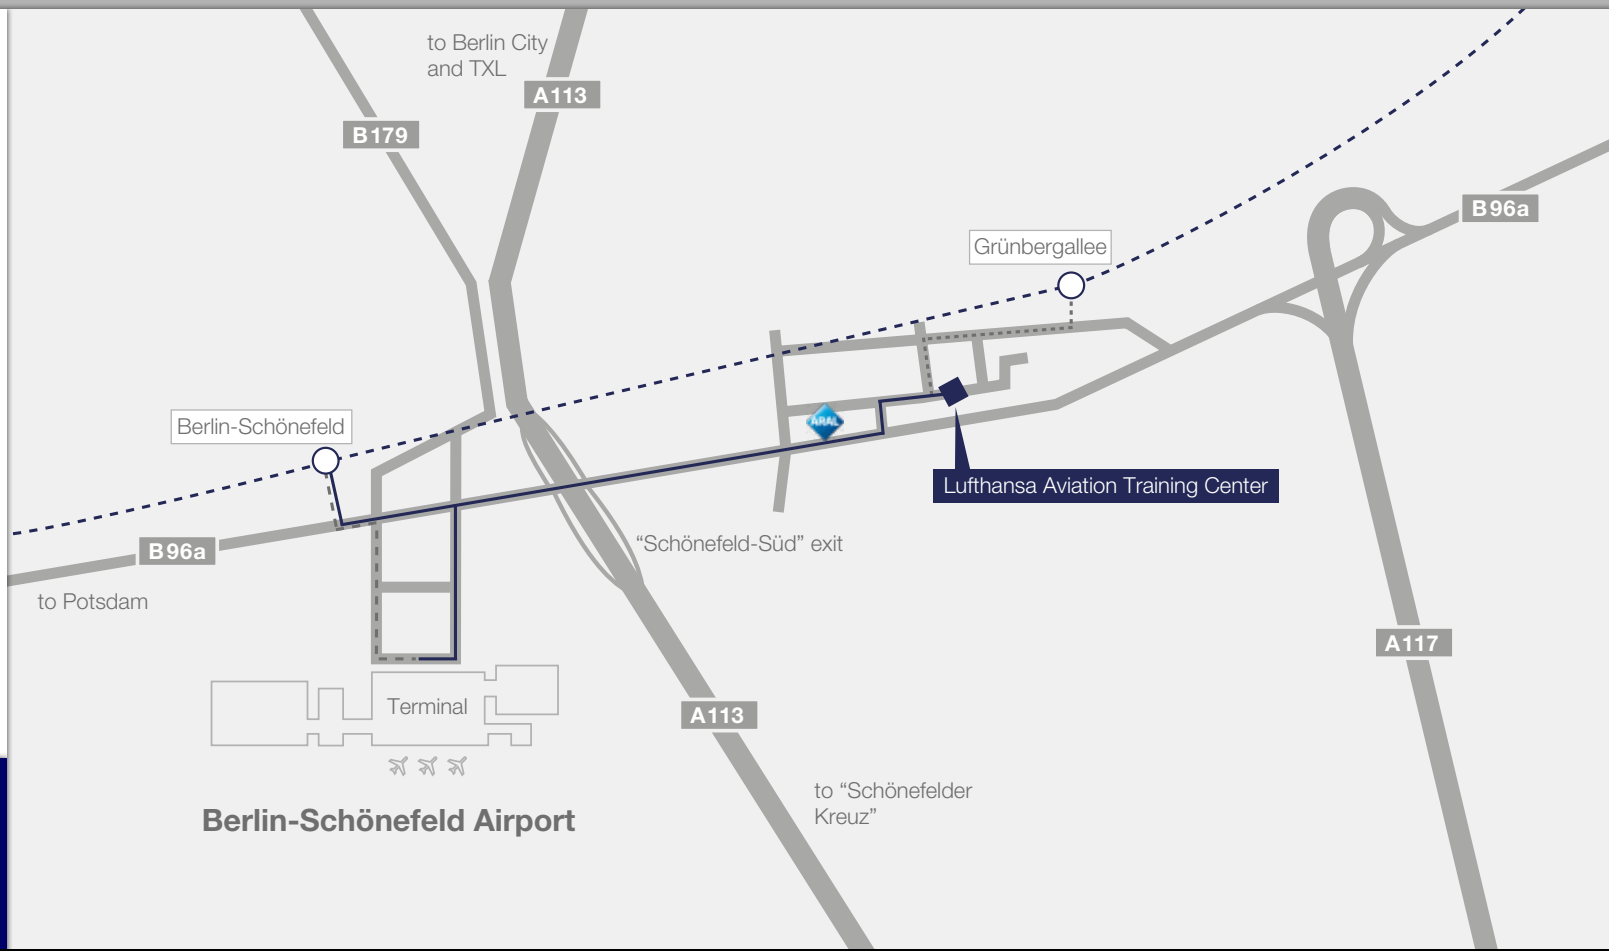 to Berlin City
and TXL
A113
B179
B96a
Grünbergallee
Berlin-Schönefeld
ARAL
Lufthansa Aviation Training Center
"Schönefeld-Süd" exit
B96a
to Potsdam
A117
Terminal
A113
to "Schönefelder
Kreuz"
Berlin-Schönefeld Airport